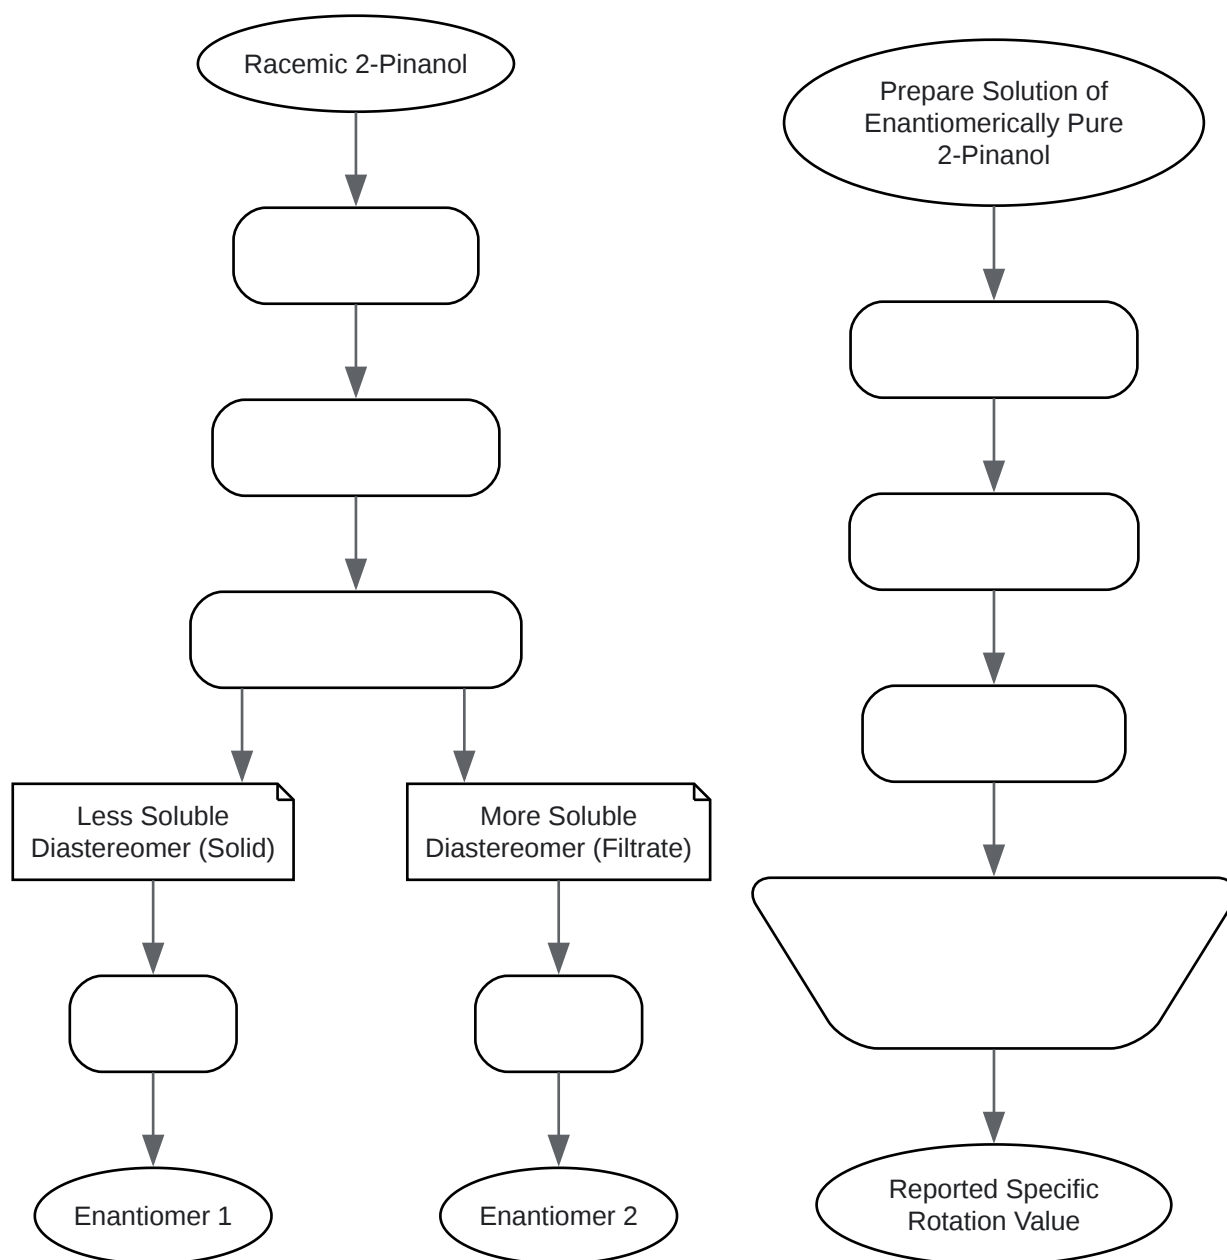 Racemic 2-Pinanol
Less Soluble
Diastereomer (Solid)
More Soluble
Diastereomer (Filtrate)
Enantiomer 1
Enantiomer 2
Prepare Solution of
Enantiomerically Pure
2-Pinanol
Reported Specific
Rotation Value